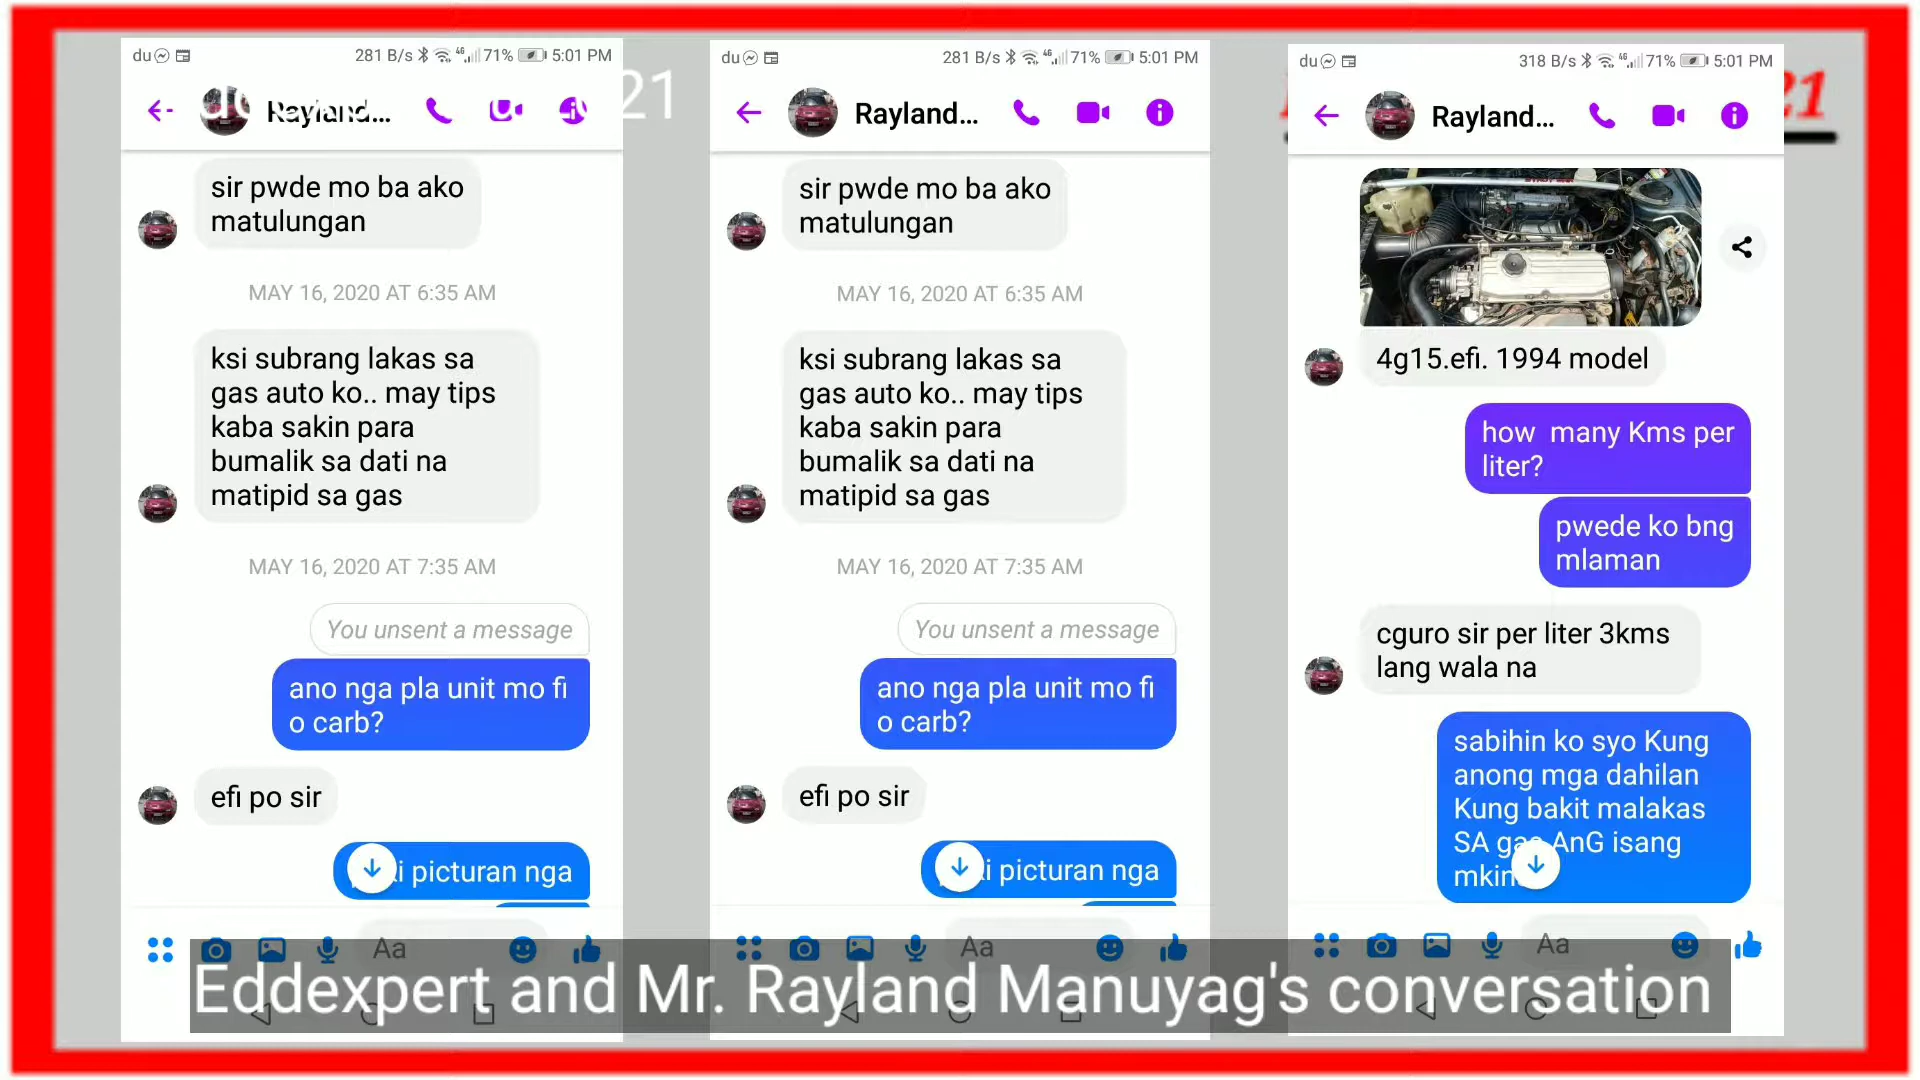 du 281 B/s 4G 71% 5:01 PM
21
Rayland...
sir pwde mo ba ako
matulungan
MAY 16, 2020 AT 6:35 AM
ksi subrang lakas sa
gas auto ko.. may tips
kaba sakin para
bumalik sa dati na
matipid sa gas
MAY 16, 2020 AT 7:35 AM
You unsent a message
ano nga pla unit mo fi
o carb?
efi po sir
picturan nga
Aa
du 281 B/s 4G 71% 5:01 PM
Rayland...
sir pwde mo ba ako
matulungan
MAY 16, 2020 AT 6:35 AM
ksi subrang lakas sa
gas auto ko.. may tips
kaba sakin para
bumalik sa dati na
matipid sa gas
MAY 16, 2020 AT 7:35 AM
You unsent a message
ano nga pla unit mo fi
o carb?
efi po sir
picturan nga
Aa
du 318 B/s 4G 71% 5:01 PM
21
Rayland...
4g15.efi. 1994 model
how many Kms per
liter?
pwede ko bng
mlaman
cguro sir per liter 3kms
lang wala na
sabihin ko syo Kung
anong mga dahilan
Kung bakit malakas
SA gas AnG isang
mkin
Aa
Eddexpert and Mr. Rayland Manuyag's conversation